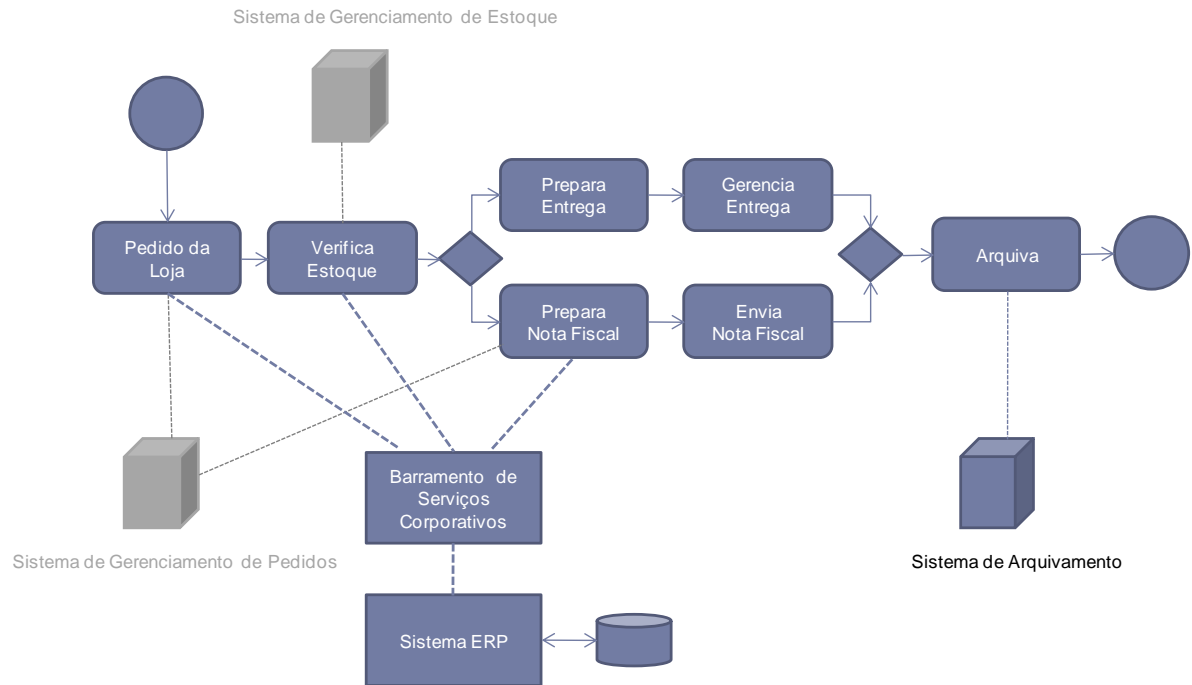 Sistema de Gerenciamento de Estoque
Prepara
Entrega
Gerencia
Entrega
Pedido da
Loja
Verifica
Estoque
Arquiva
Prepara
Nota Fiscal
Envia
Nota Fiscal
Barramento de
Serviços
Corporativos
Sistema de Gerenciamento de Pedidos
Sistema de Arquivamento
Sistema ERP